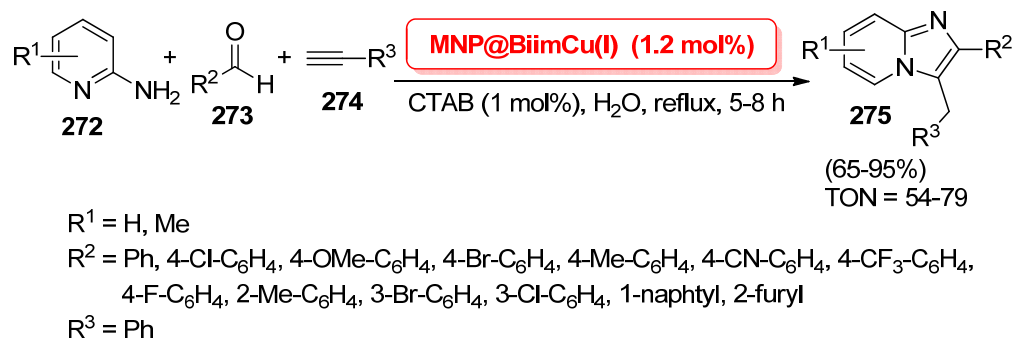 R¹ N NH₂ 272
+
O R² H 273
+
R³ 274
MNP@BiimCu(I) (1.2 mol%)
CTAB (1 mol%), H₂O, reflux, 5-8 h
R¹ N N R² R³ 275
(65-95%)
TON = 54-79
R¹ = H, Me
R² = Ph, 4-Cl-C₆H₄, 4-OMe-C₆H₄, 4-Br-C₆H₄, 4-Me-C₆H₄, 4-CN-C₆H₄, 4-CF₃-C₆H₄,
4-F-C₆H₄, 2-Me-C₆H₄, 3-Br-C₆H₄, 3-Cl-C₆H₄, 1-naphtyl, 2-furyl
R³ = Ph